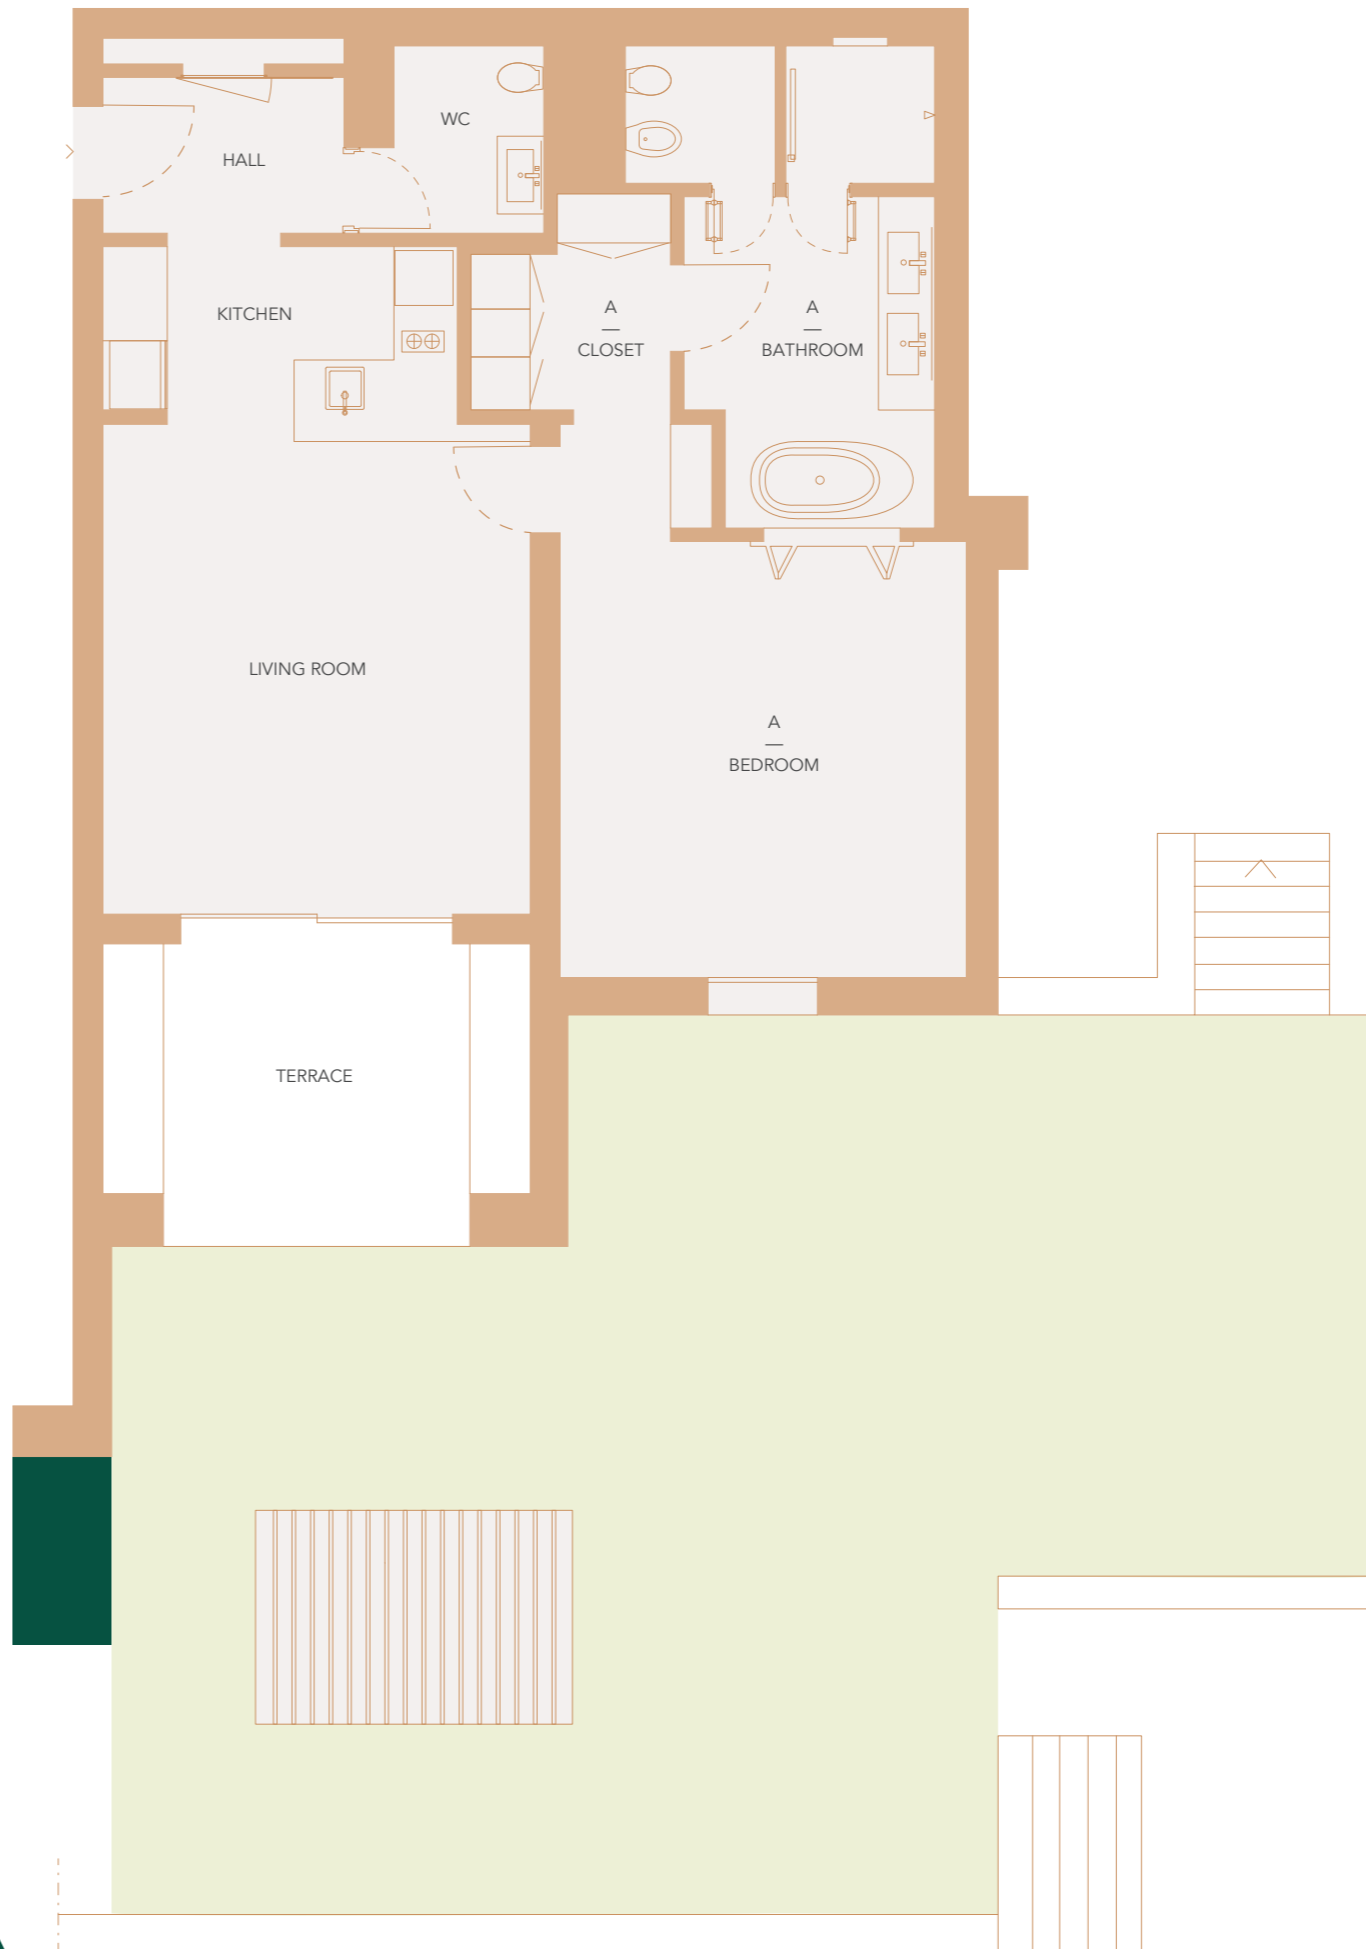 WC
HALL
KITCHEN
A
CLOSET
A
BATHROOM
LIVING ROOM
A
BEDROOM
TERRACE